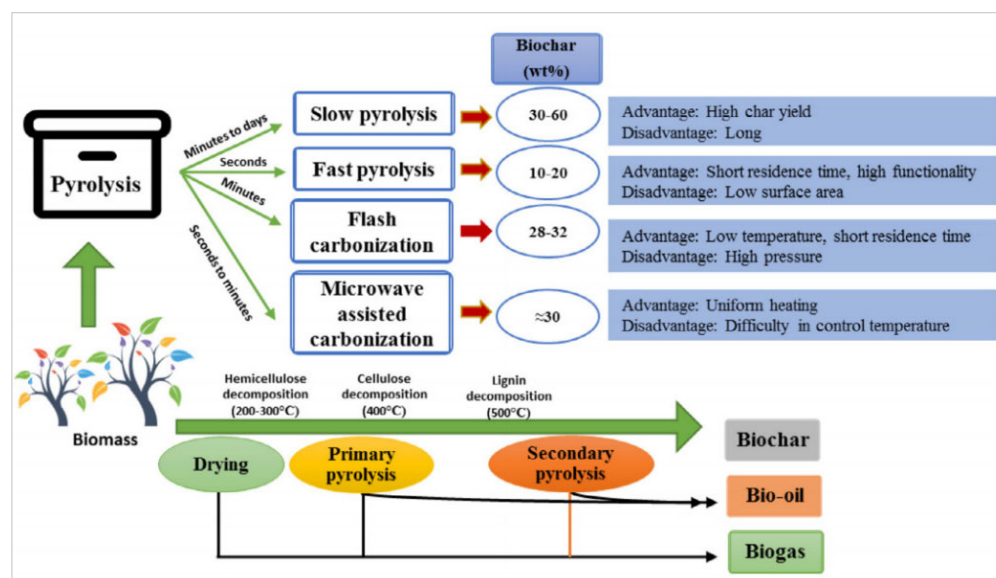 Biochar
(wt%)
Pyrolysis
Minutes to days
Seconds
Minutes
Seconds to minutes
Slow pyrolysis
30-60
Advantage: High char yield
Disadvantage: Long
Fast pyrolysis
10-20
Advantage: Short residence time, high functionality
Disadvantage: Low surface area
Flash
carbonization
28-32
Advantage: Low temperature, short residence time
Disadvantage: High pressure
Microwave
assisted
carbonization
≈30
Advantage: Uniform heating
Disadvantage: Difficulty in control temperature
Biomass
Hemicellulose
decomposition
(200-300°C)
Cellulose
decomposition
(400°C)
Lignin
decomposition
(500°C)
Drying
Primary
pyrolysis
Secondary
pyrolysis
Biochar
Bio-oil
Biogas